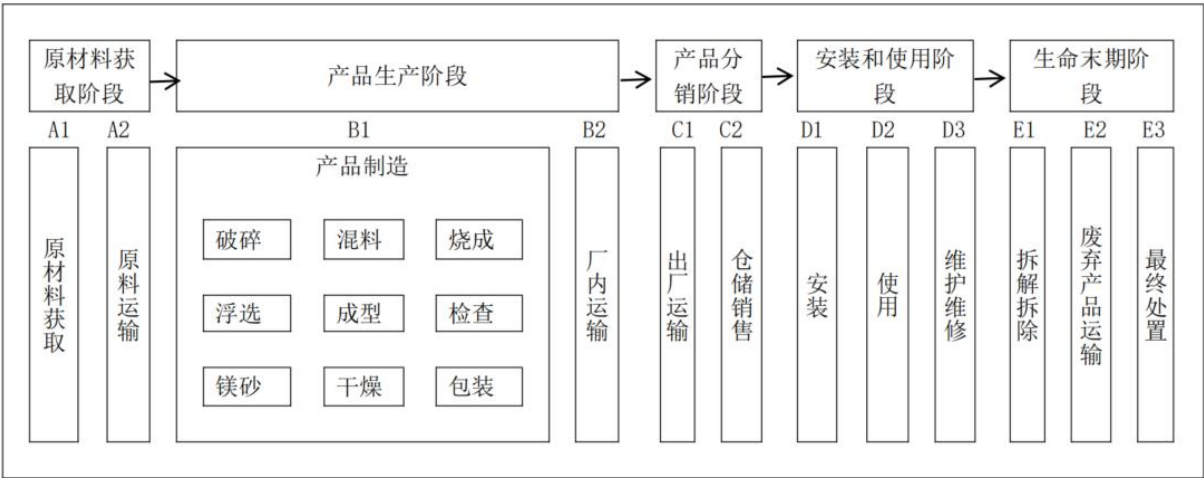 原材料获
取阶段
产品生产阶段
产品分
销阶段
安装和使用阶
段
生命末期阶
段
A1 A2 B1 B2 C1 C2 D1 D2 D3 E1 E2 E3
原材料获取
原料运输
产品制造
破碎 混料 烧成
浮选 成型 检查
镁砂 干燥 包装
厂内运输
出厂运输
仓储销售
安装
使用
维护维修
拆解拆除
废弃产品运输
最终处置